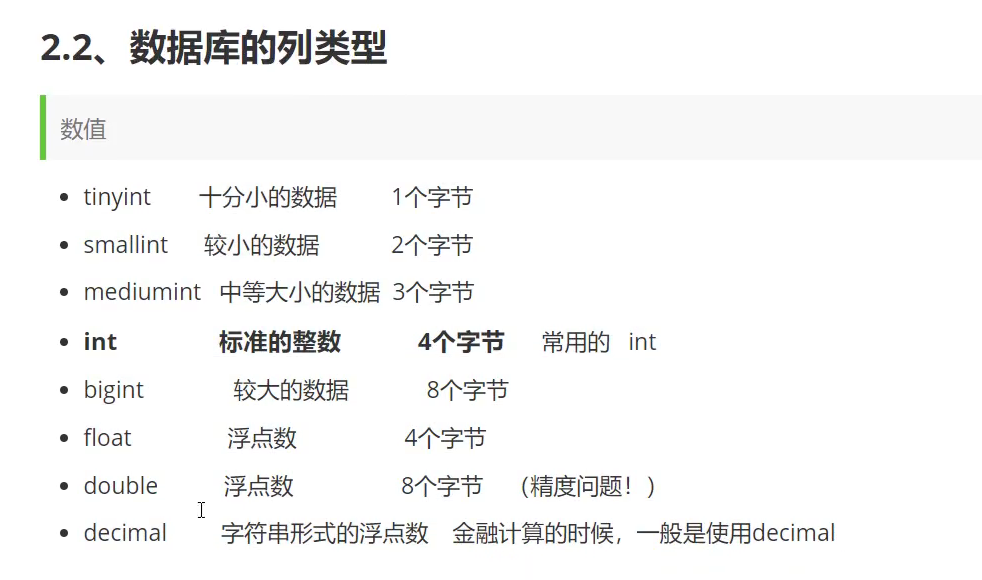 2.2、数据库的列类型
数值
tinyint 十分小的数据 1个字节
smallint 较小的数据 2个字节
mediumint 中等大小的数据 3个字节
int 标准的整数 4个字节 常用的 int
bigint 较大的数据 8个字节
float 浮点数 4个字节
double 浮点数 8个字节 （精度问题！）
decimal 字符串形式的浮点数 金融计算的时候，一般是使用decimal